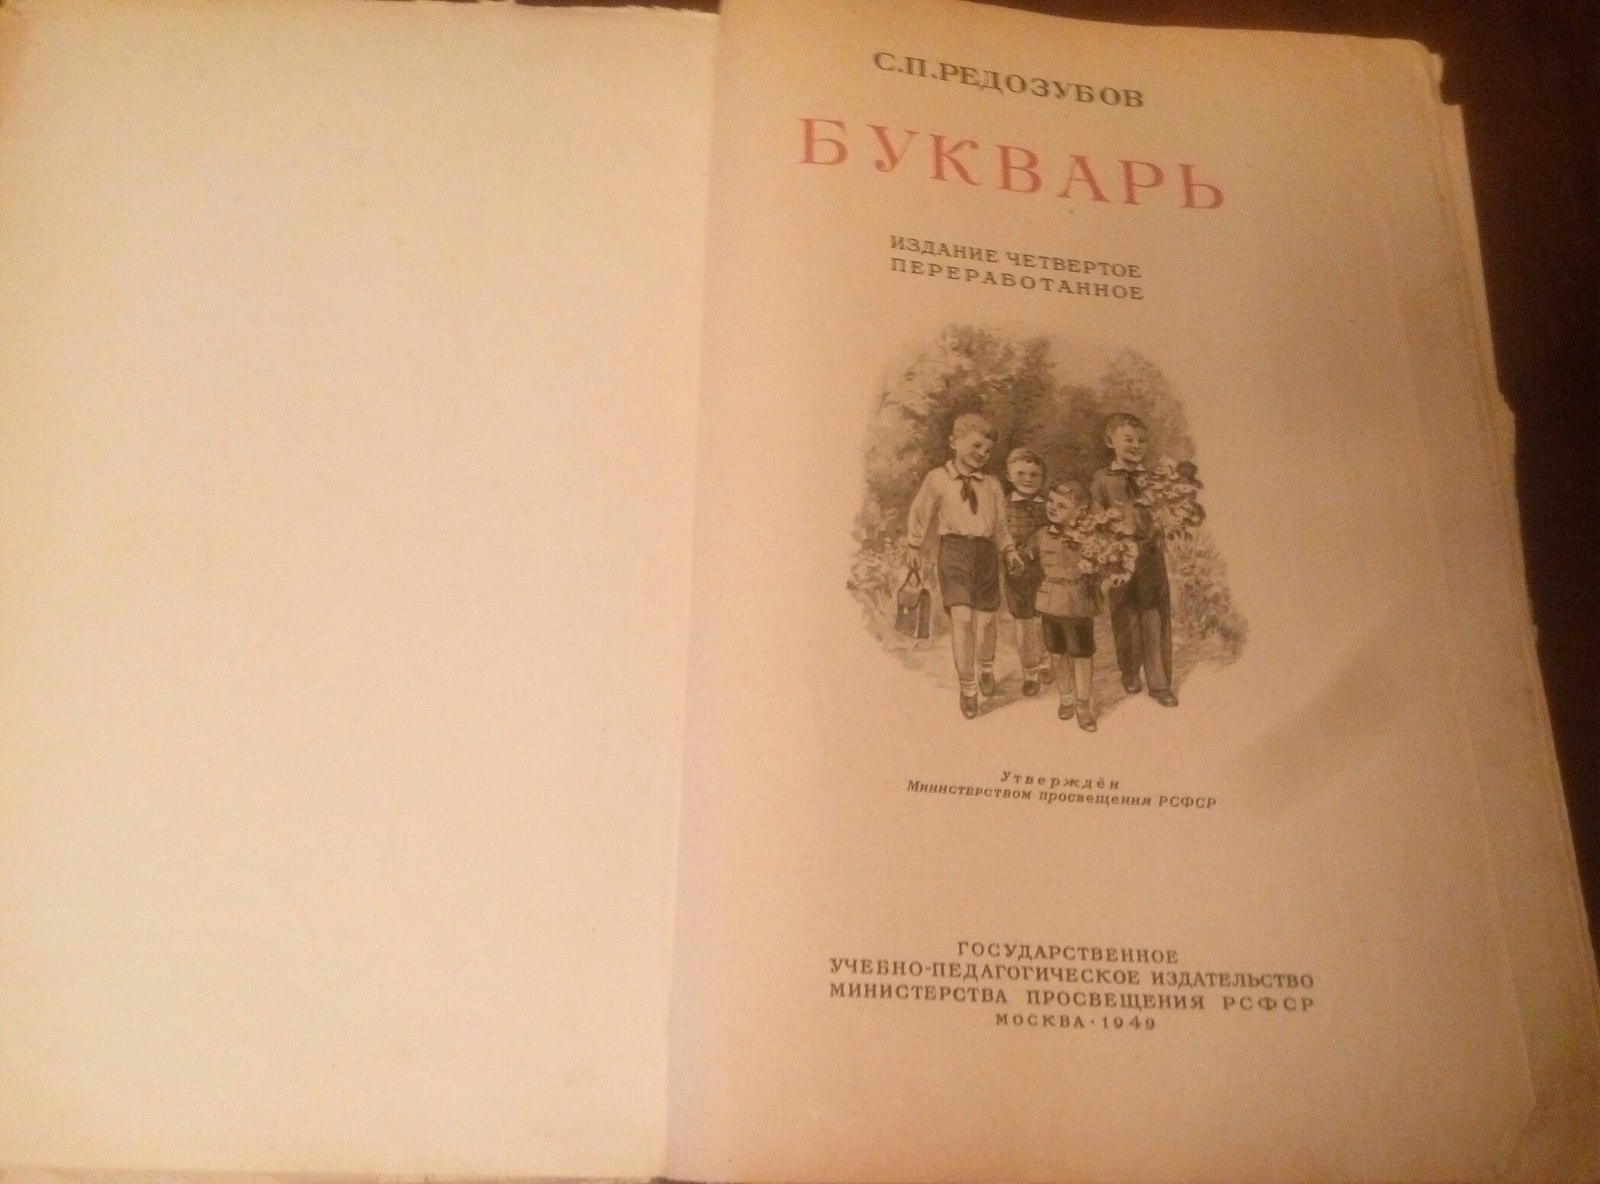 С.П.РЕДОЗУБОВ
БУКВАРЬ
ИЗДАНИЕ ЧЕТВЕРТОЕ
ПЕРЕРАБОТАННОЕ
Утверждён
Министерством просвещения РСФСР
ГОСУДАРСТВЕННОЕ
УЧЕБНО-ПЕДАГОГИЧЕСКОЕ ИЗДАТЕЛЬСТВО
МИНИСТЕРСТВА ПРОСВЕЩЕНИЯ РСФСР
МОСКВА · 1949